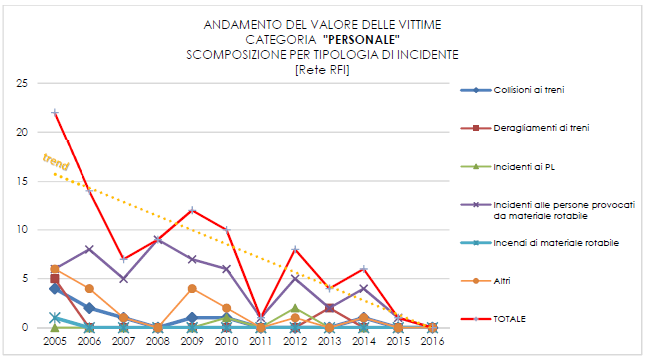 ANDAMENTO DEL VALORE DELLE VITTIME
CATEGORIA "PERSONALE"
SCOMPOSIZIONE PER TIPOLOGIA DI INCIDENTE
[Rete RFI]
25
20
15
10
5
0
trend
2005 2006 2007 2008 2009 2010 2011 2012 2013 2014 2015 2016
Collisioni ai treni
Deragliamenti di treni
Incidenti ai PL
Incidenti alle persone provocati
da materiale rotabile
Incendi di materiale rotabile
Altri
TOTALE